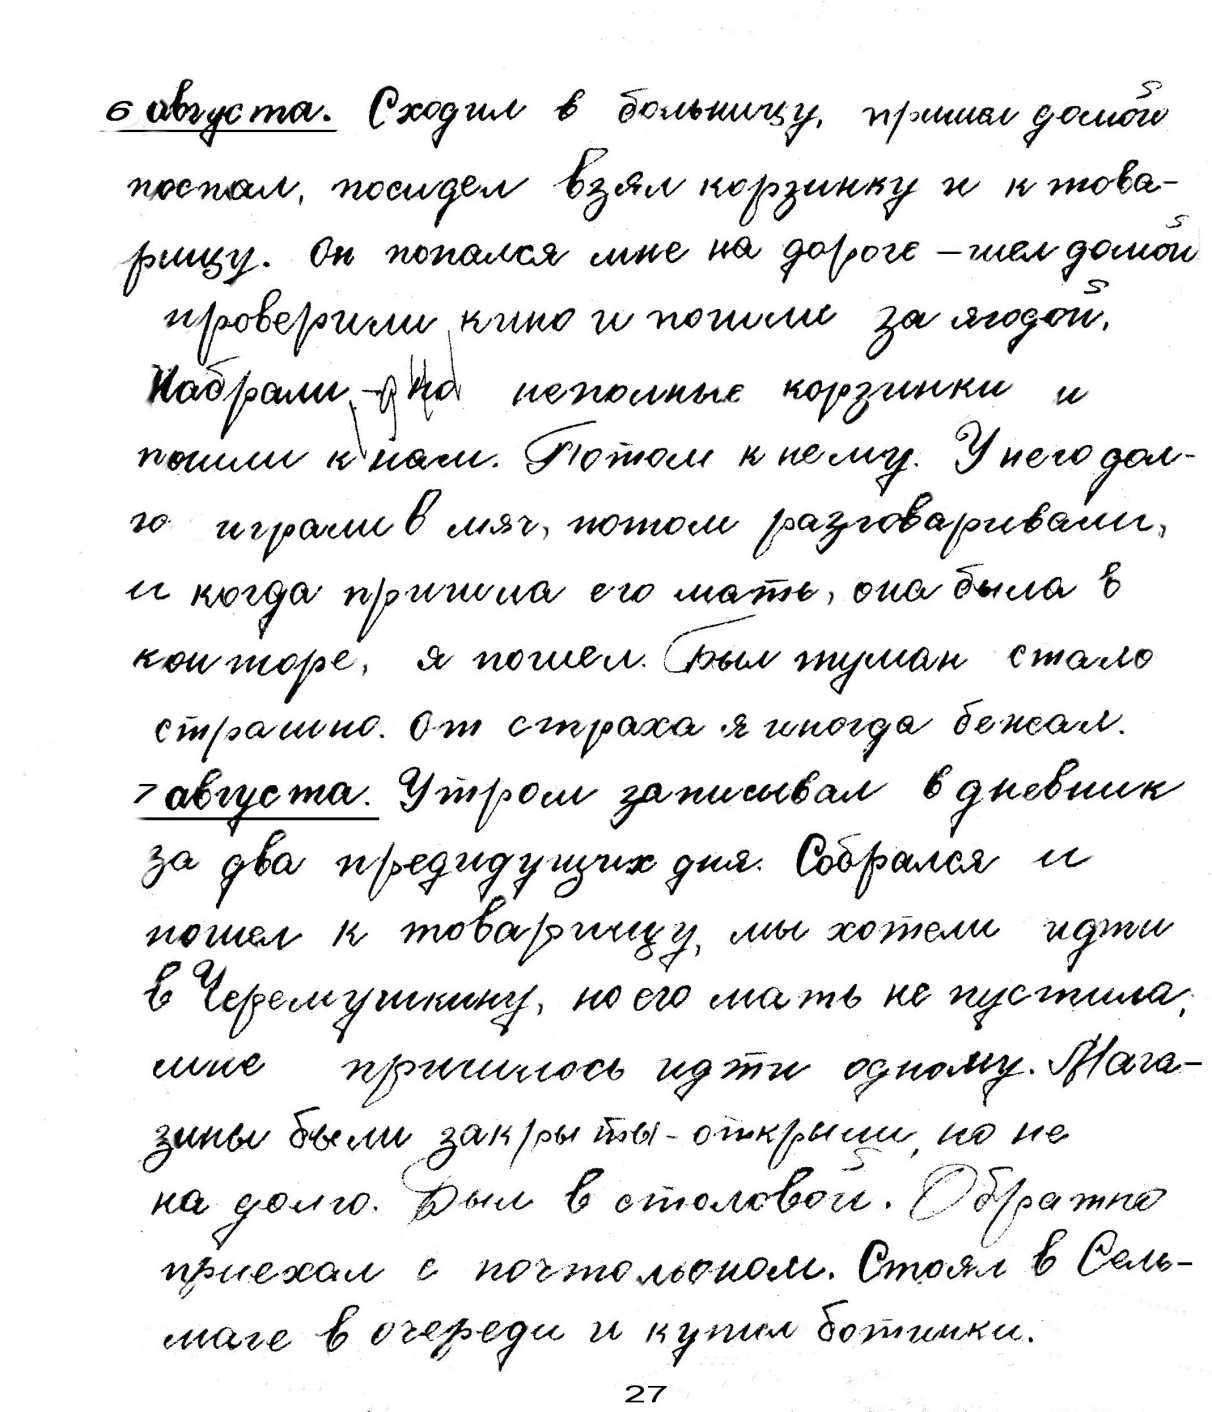 6 августа. Сходил в больницу, пришел домой
поспал, посидел взял корзинку и к това-
рищу. Он попался мне на дороге – шел домой
проверили кино и пошли за ягодой.
Набрали неполные корзинки и
пошли к нам. Потом к нему. У него дол-
го играли в мяч, потом разговаривали,
и когда пришла его мать, она была в
конторе, я пошел. Был туман стало
страшно. От страха я иногда бежал.
7 августа. Утром записывал в дневник
за два предидущих дня. Собрался и
пошел к товарищу, мы хотели идти
в Черемушкину, но его мать не пустила,
мне пришлось идти одному. Мага-
зины были закрыты - открыли, но не
на долго. Был в столовой. Обратно
приехал с почтольоном. Стоял в Сель-
маге в очереди и купил ботинки.
27